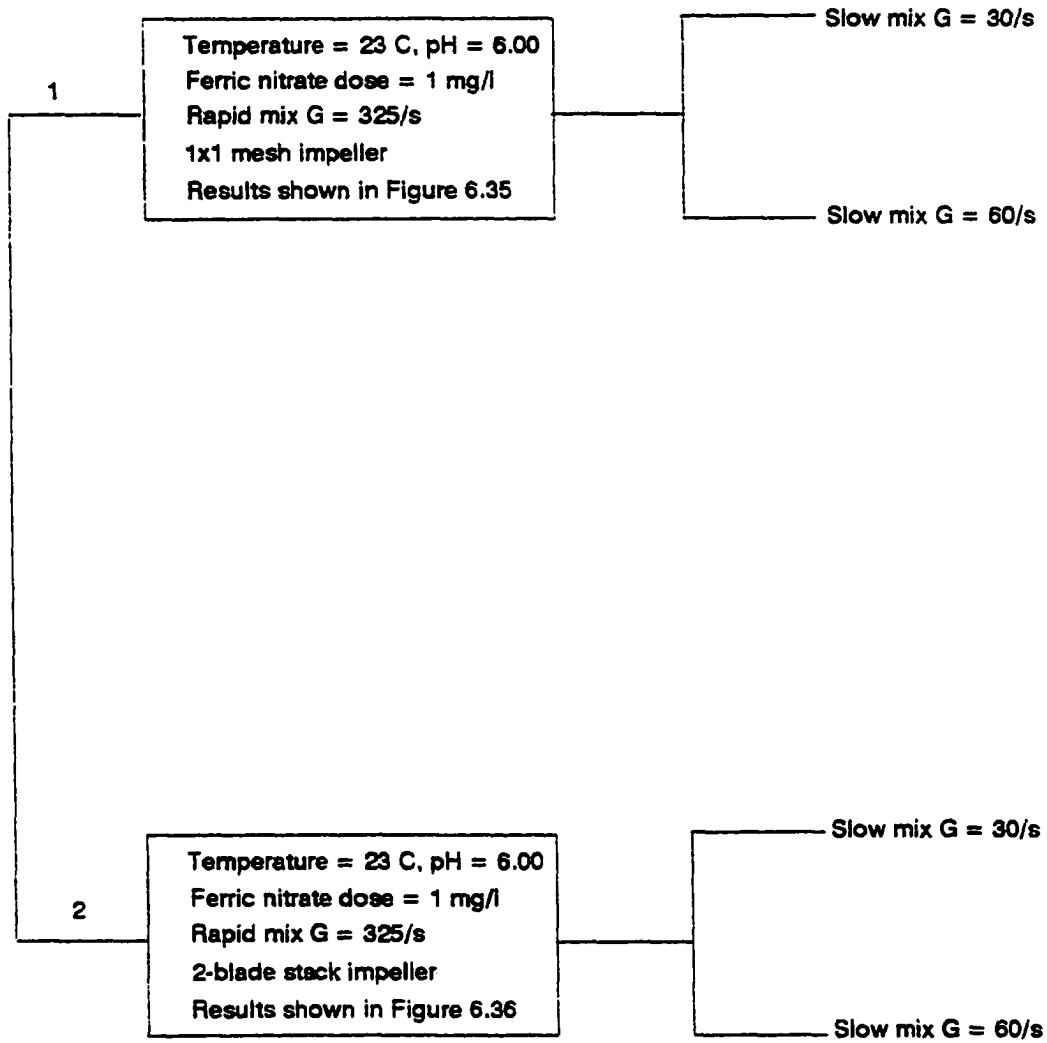 1
Temperature = 23 C, pH = 6.00
Ferric nitrate dose = 1 mg/l
Rapid mix G = 325/s
1x1 mesh impeller
Results shown in Figure 6.35
Slow mix G = 30/s
Slow mix G = 60/s
2
Temperature = 23 C, pH = 6.00
Ferric nitrate dose = 1 mg/l
Rapid mix G = 325/s
2-blade stack impeller
Results shown in Figure 6.36
Slow mix G = 30/s
Slow mix G = 60/s